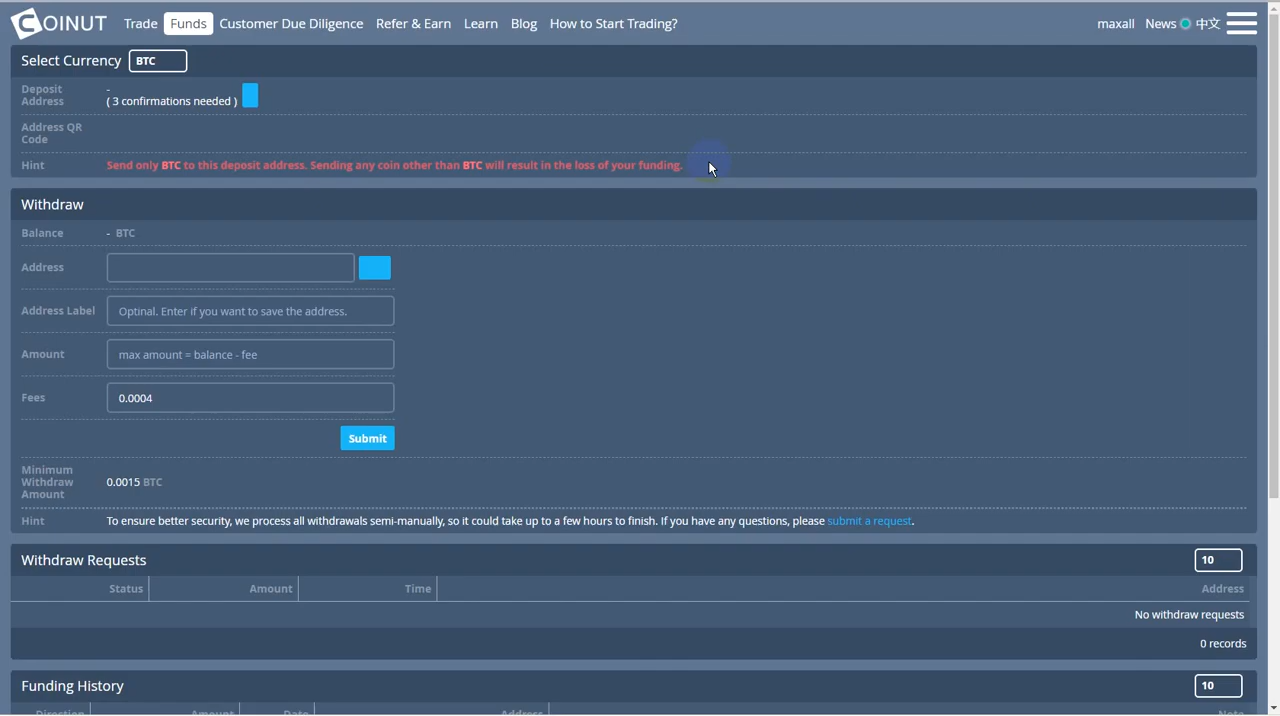 COINUT Trade Funds Customer Due Diligence Refer & Earn Learn Blog How to Start Trading? maxall News 中文
Select Currency BTC
Deposit Address
-
( 3 confirmations needed )
Address QR Code
Hint Send only BTC to this deposit address. Sending any coin other than BTC will result in the loss of your funding.
Withdraw
Balance - BTC
Address
Address Label Optinal. Enter if you want to save the address.
Amount max amount = balance - fee
Fees 0.0004
Submit
Minimum Withdraw Amount 0.0015 BTC
Hint To ensure better security, we process all withdrawals semi-manually, so it could take up to a few hours to finish. If you have any questions, please submit a request.
Withdraw Requests 10
Status Amount Time Address
No withdraw requests
0 records
Funding History 10
Direction Amount Date Address Note